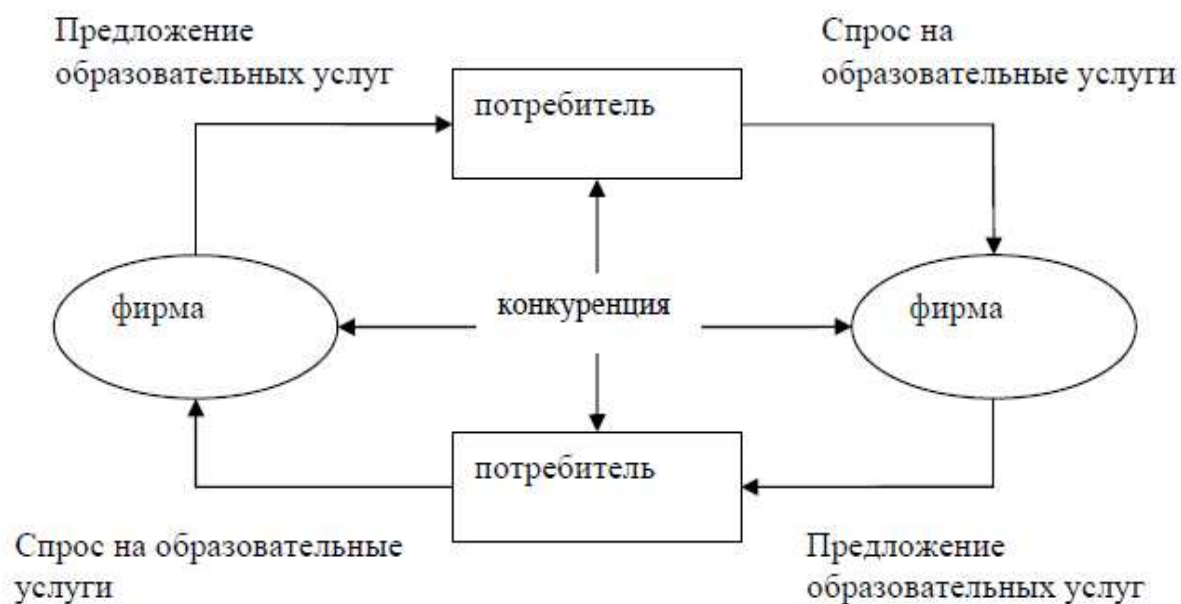 Предложение
образовательных услуг
Спрос на
образовательные услуги
потребитель
фирма
конкуренция
фирма
потребитель
Спрос на образовательные
услуги
Предложение
образовательных услуг